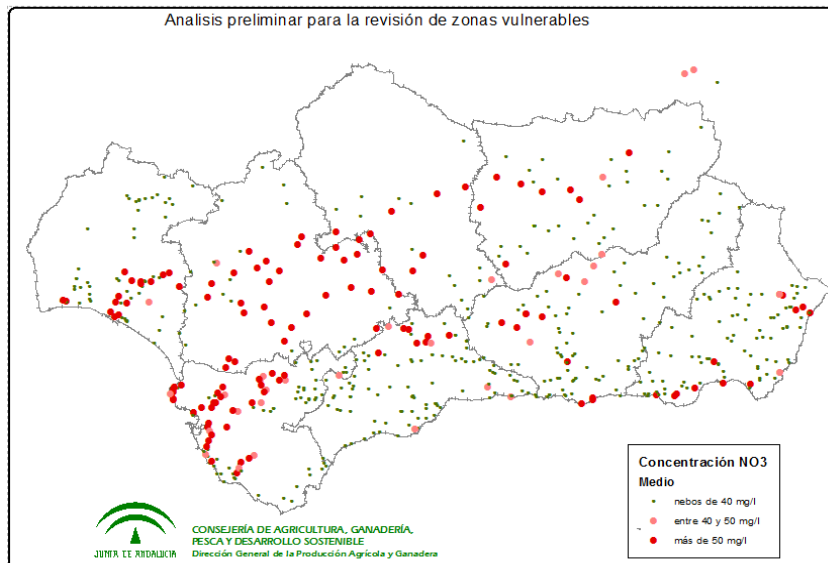 Analisis preliminar para la revisión de zonas vulnerables
Concentración NO3
Medio
nebos de 40 mg/l
entre 40 y 50 mg/l
más de 50 mg/l
JUNTA DE ANDALUCIA
CONSEJERÍA DE AGRICULTURA, GANADERÍA,
PESCA Y DESARROLLO SOSTENIBLE
Dirección General de la Producción Agrícola y Ganadera